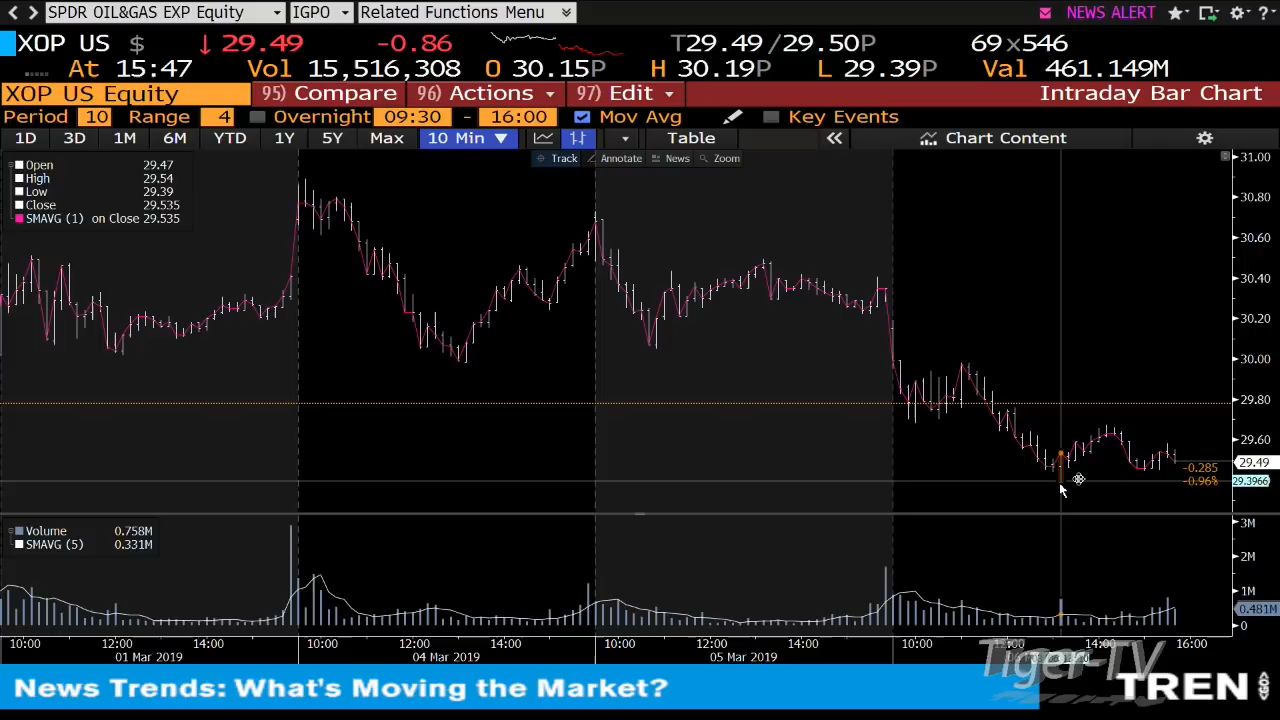 SPDR OIL&GAS EXP Equity IGPO Related Functions Menu NEWS ALERT ?
XOP US $ ↓ 29.49 -0.86 T29.49 /29.50P 69 x546
At 15:47 Vol 15,516,308 O 30.15P H 30.19P L 29.39P Val 461.149M
XOP US Equity 95) Compare 96) Actions 97) Edit Intraday Bar Chart
Period 10 Range 4 Overnight 09:30 - 16:00 Mov Avg Key Events
1D 3D 1M 6M YTD 1Y 5Y Max 10 Min ▼ Table « Chart Content
Track Annotate News Zoom
Open 29.47
High 29.54
Low 29.39
Close 29.535
SMAVG (1) on Close 29.535
31.00
30.80
30.60
30.40
30.20
30.00
29.80
29.60
29.49
-0.285
-0.96%
29.3966
Volume 0.758M
SMAVG (5) 0.331M
3M
2M
1M
0.481M
0
10:00 12:00 14:00 10:00 12:00 14:00 10:00 12:00 14:00 10:00 12:00 14:00 16:00
01 Mar 2019 04 Mar 2019 05 Mar 2019
Tiger-TV
News Trends: What's Moving the Market?
TREN